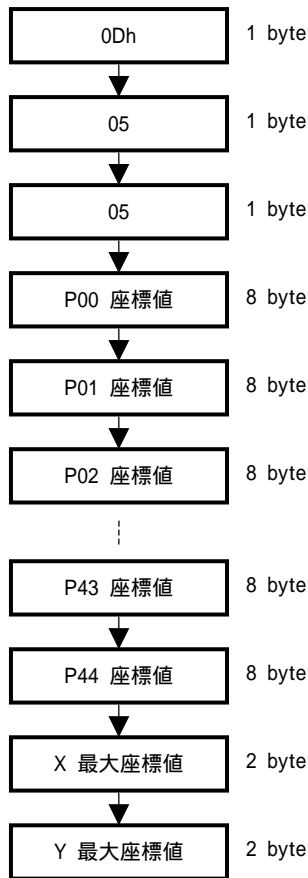 0Dh 1 byte
05 1 byte
05 1 byte
P00 座標値 8 byte
P01 座標値 8 byte
P02 座標値 8 byte
P43 座標値 8 byte
P44 座標値 8 byte
X 最大座標値 2 byte
Y 最大座標値 2 byte